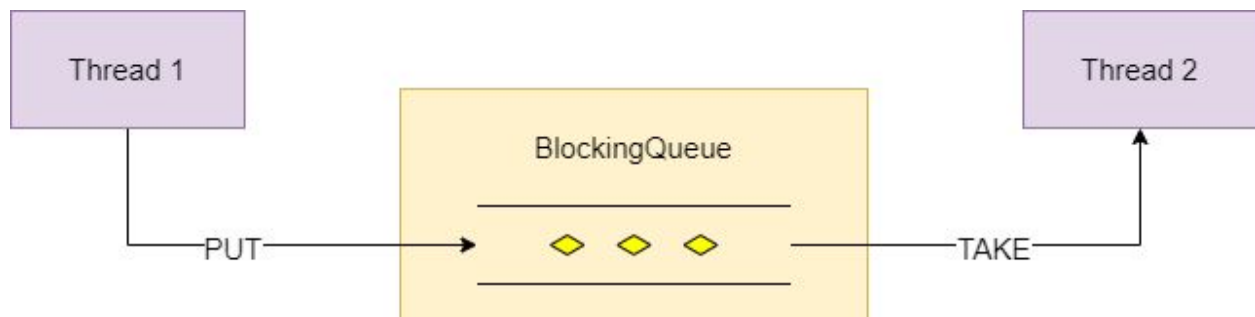 Thread 1
Thread 2
BlockingQueue
PUT
TAKE